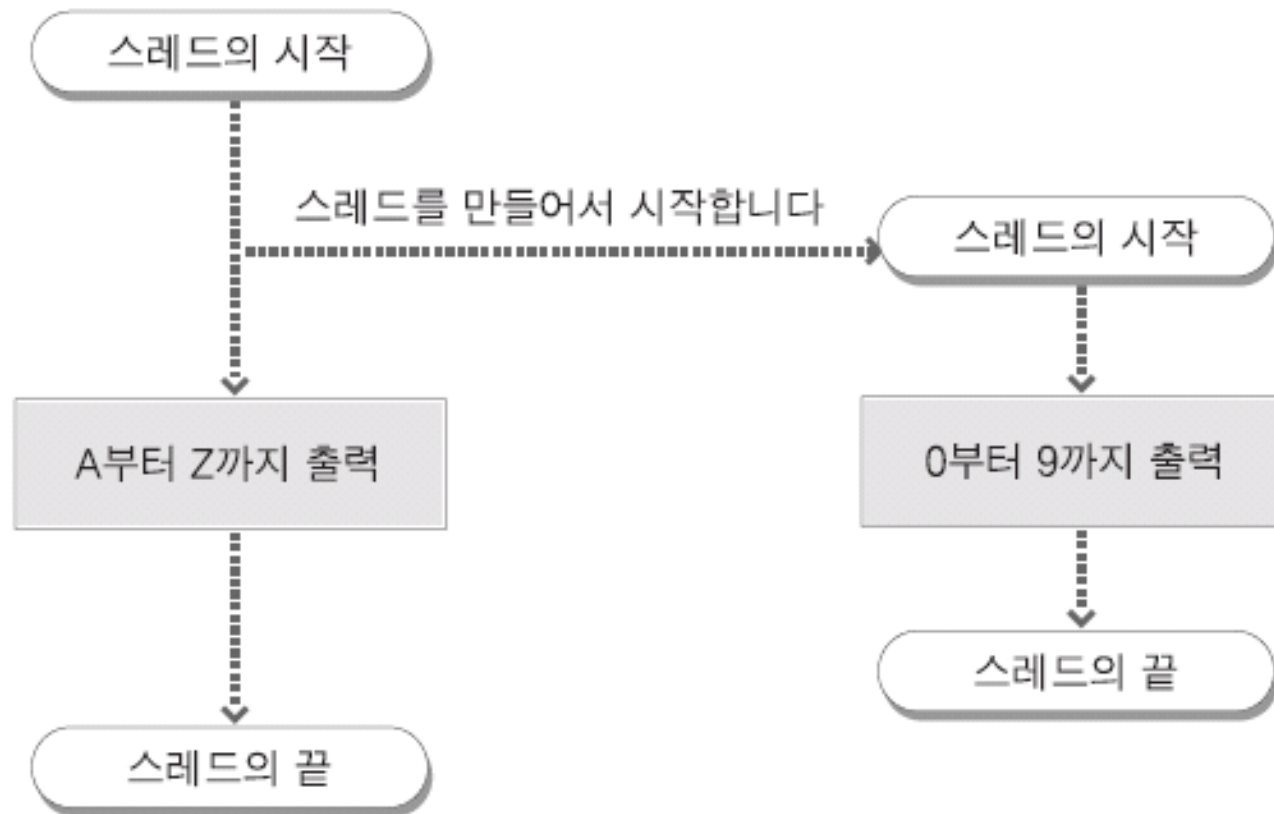 스레드의 시작
스레드를 만들어서 시작합니다
스레드의 시작
A부터 Z까지 출력
0부터 9까지 출력
스레드의 끝
스레드의 끝